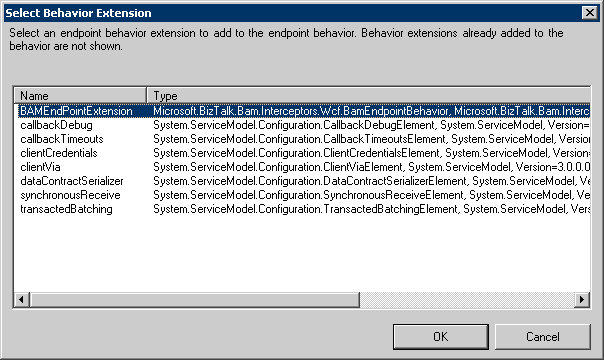 Select Behavior Extension
Select an endpoint behavior extension to add to the endpoint behavior. Behavior extensions already added to the
behavior are not shown.
Name Type
BAMEndPointExtension Microsoft.BizTalk.Bam.Interceptors.Wcf.BamEndpointBehavior, Microsoft.BizTalk.Bam.Interc
callbackDebug System.ServiceModel.Configuration.CallbackDebugElement, System.ServiceModel, Version=
callbackTimeouts System.ServiceModel.Configuration.CallbackTimeoutsElement, System.ServiceModel, Versio
clientCredentials System.ServiceModel.Configuration.ClientCredentialsElement, System.ServiceModel, Version=
clientVia System.ServiceModel.Configuration.ClientViaElement, System.ServiceModel, Version=3.0.0.0
dataContractSerializer System.ServiceModel.Configuration.DataContractSerializerElement, System.ServiceModel, Ve
synchronousReceive System.ServiceModel.Configuration.SynchronousReceiveElement, System.ServiceModel, Ve
transactedBatching System.ServiceModel.Configuration.TransactedBatchingElement, System.ServiceModel, Vers
OK Cancel